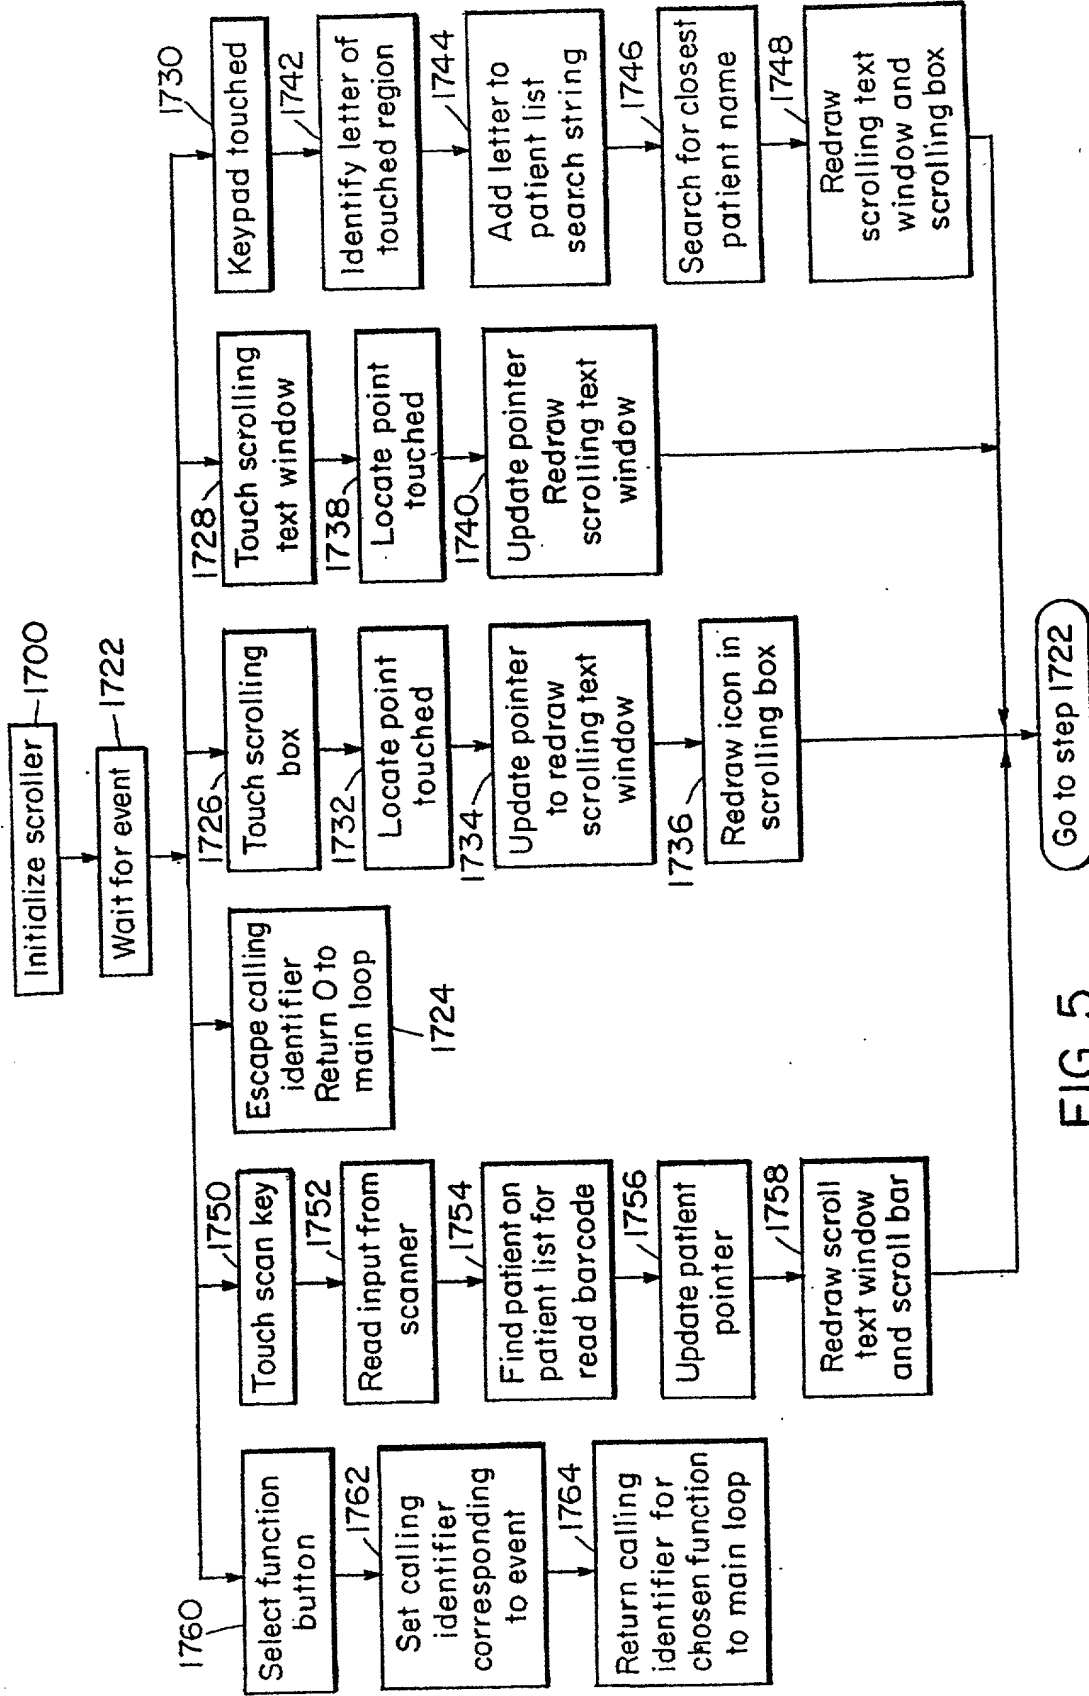 Initialize scroller
1700
Wait for event
1722
1760
Select function
button
1762
Set calling
identifier
corresponding
to event
1764
Return calling
identifier for
chosen function
to main loop
1750
Touch scan key
1752
Read input from
scanner
1754
Find patient on
patient list for
read barcode
1756
Update patient
pointer
1758
Redraw scroll
text window
and scroll bar
Escape calling
identifier
Return 0 to
main loop
1724
1726
Touch scrolling
box
1732
Locate point
touched
1734
Update pointer
to redraw
scrolling text
window
1736
Redraw icon in
scrolling box
1728
Touch scrolling
text window
1738
Locate point
touched
1740
Update pointer
Redraw
scrolling text
window
1730
Keypad touched
1742
Identify letter of
touched region
1744
Add letter to
patient list
search string
1746
Search for closest
patient name
1748
Redraw
scrolling text
window and
scrolling box
Go to step 1722
FIG. 5